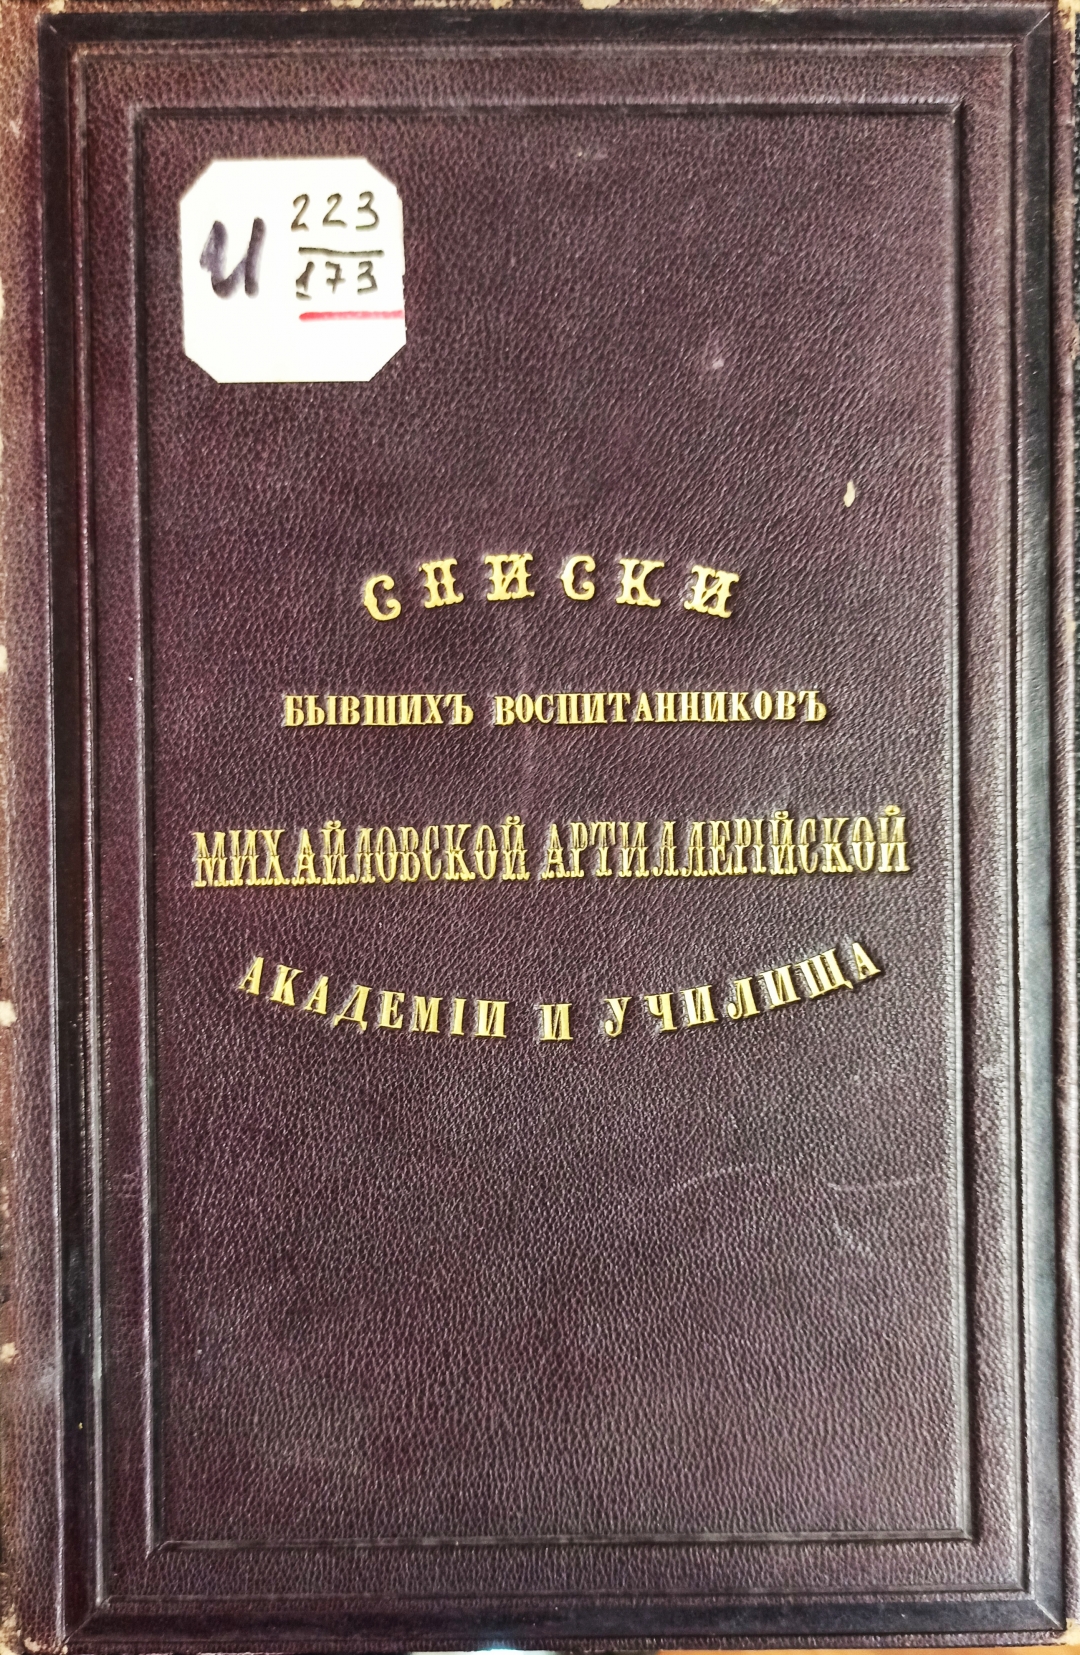 И 223
173
СПИСКИ
БЫВШИХЪ ВОСПИТАННИКОВЪ
МИХАЙЛОВСКОЙ АРТИЛЛЕРІЙСКОЙ
АКАДЕМІИ И УЧИЛИЩА